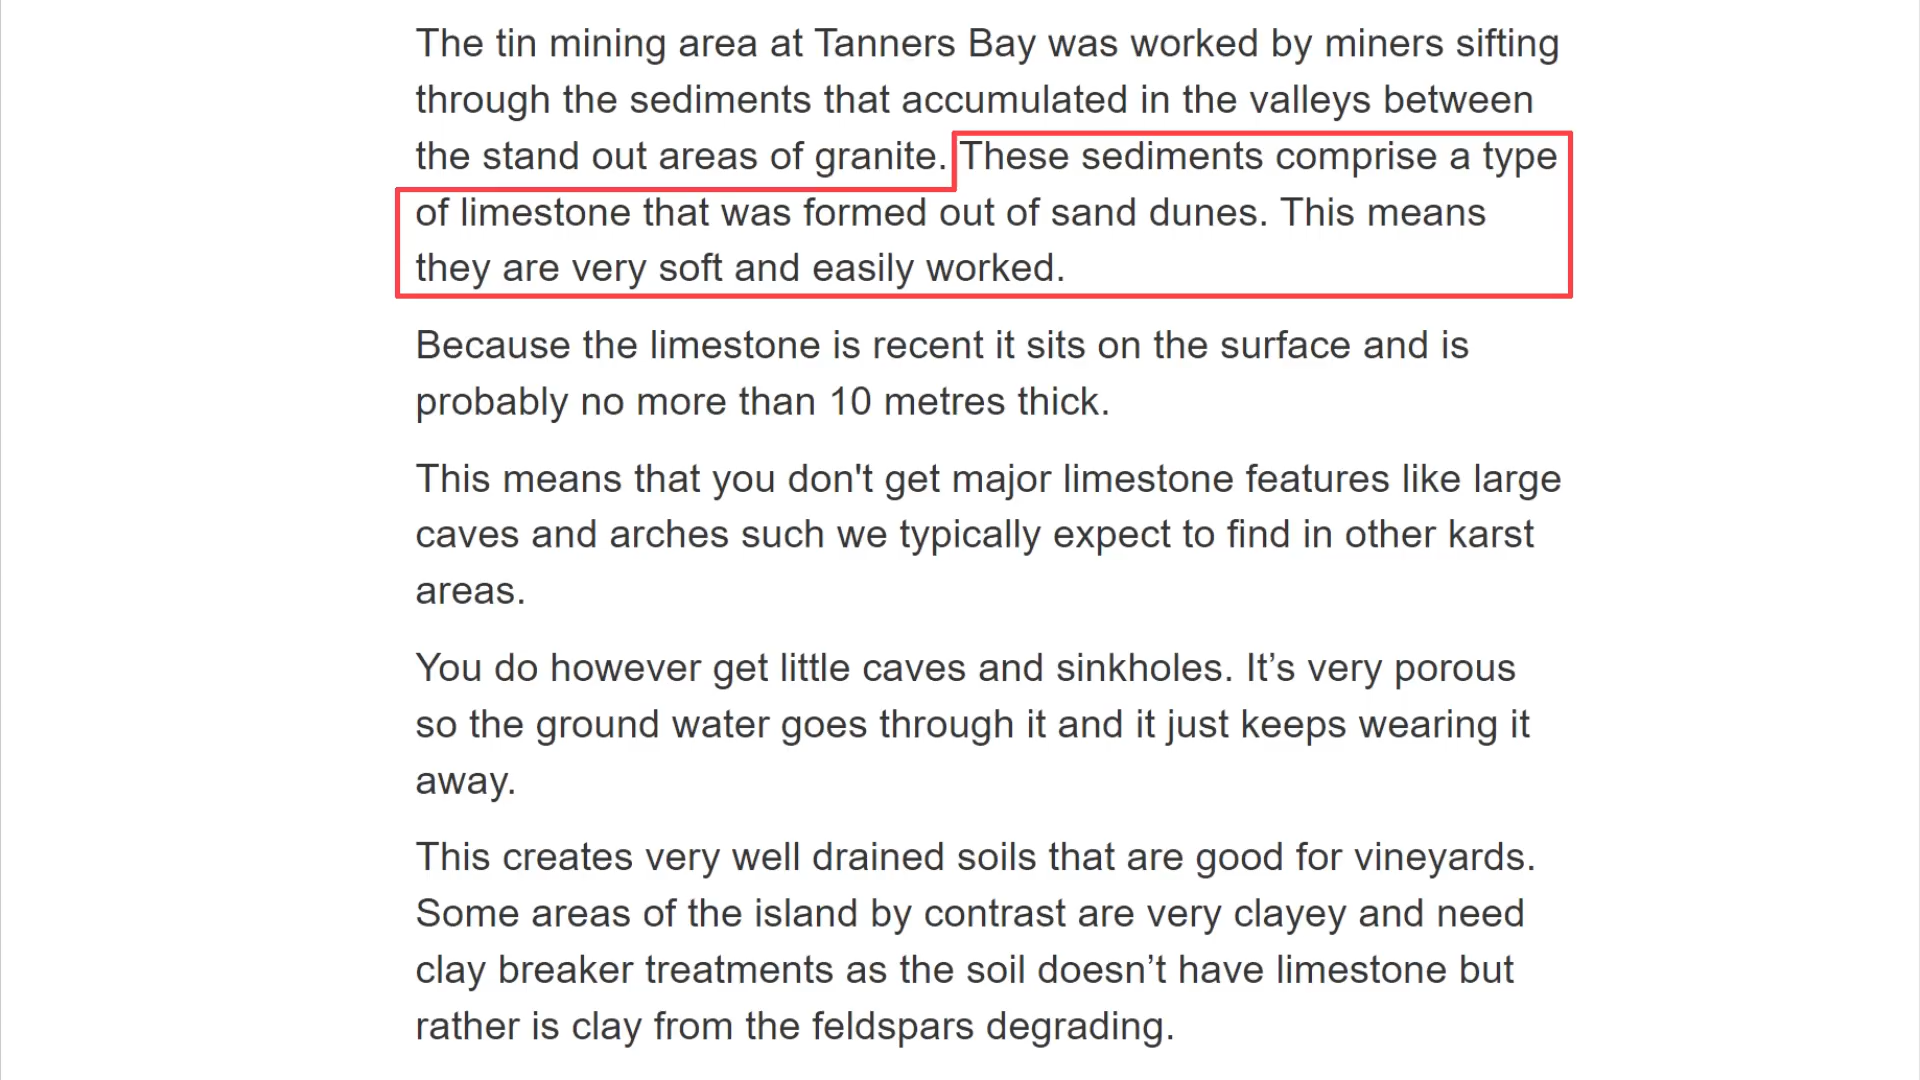 The tin mining area at Tanners Bay was worked by miners sifting
through the sediments that accumulated in the valleys between
the stand out areas of granite. These sediments comprise a type
of limestone that was formed out of sand dunes. This means
they are very soft and easily worked.
Because the limestone is recent it sits on the surface and is
probably no more than 10 metres thick.
This means that you don't get major limestone features like large
caves and arches such we typically expect to find in other karst
areas.
You do however get little caves and sinkholes. It’s very porous
so the ground water goes through it and it just keeps wearing it
away.
This creates very well drained soils that are good for vineyards.
Some areas of the island by contrast are very clayey and need
clay breaker treatments as the soil doesn’t have limestone but
rather is clay from the feldspars degrading.